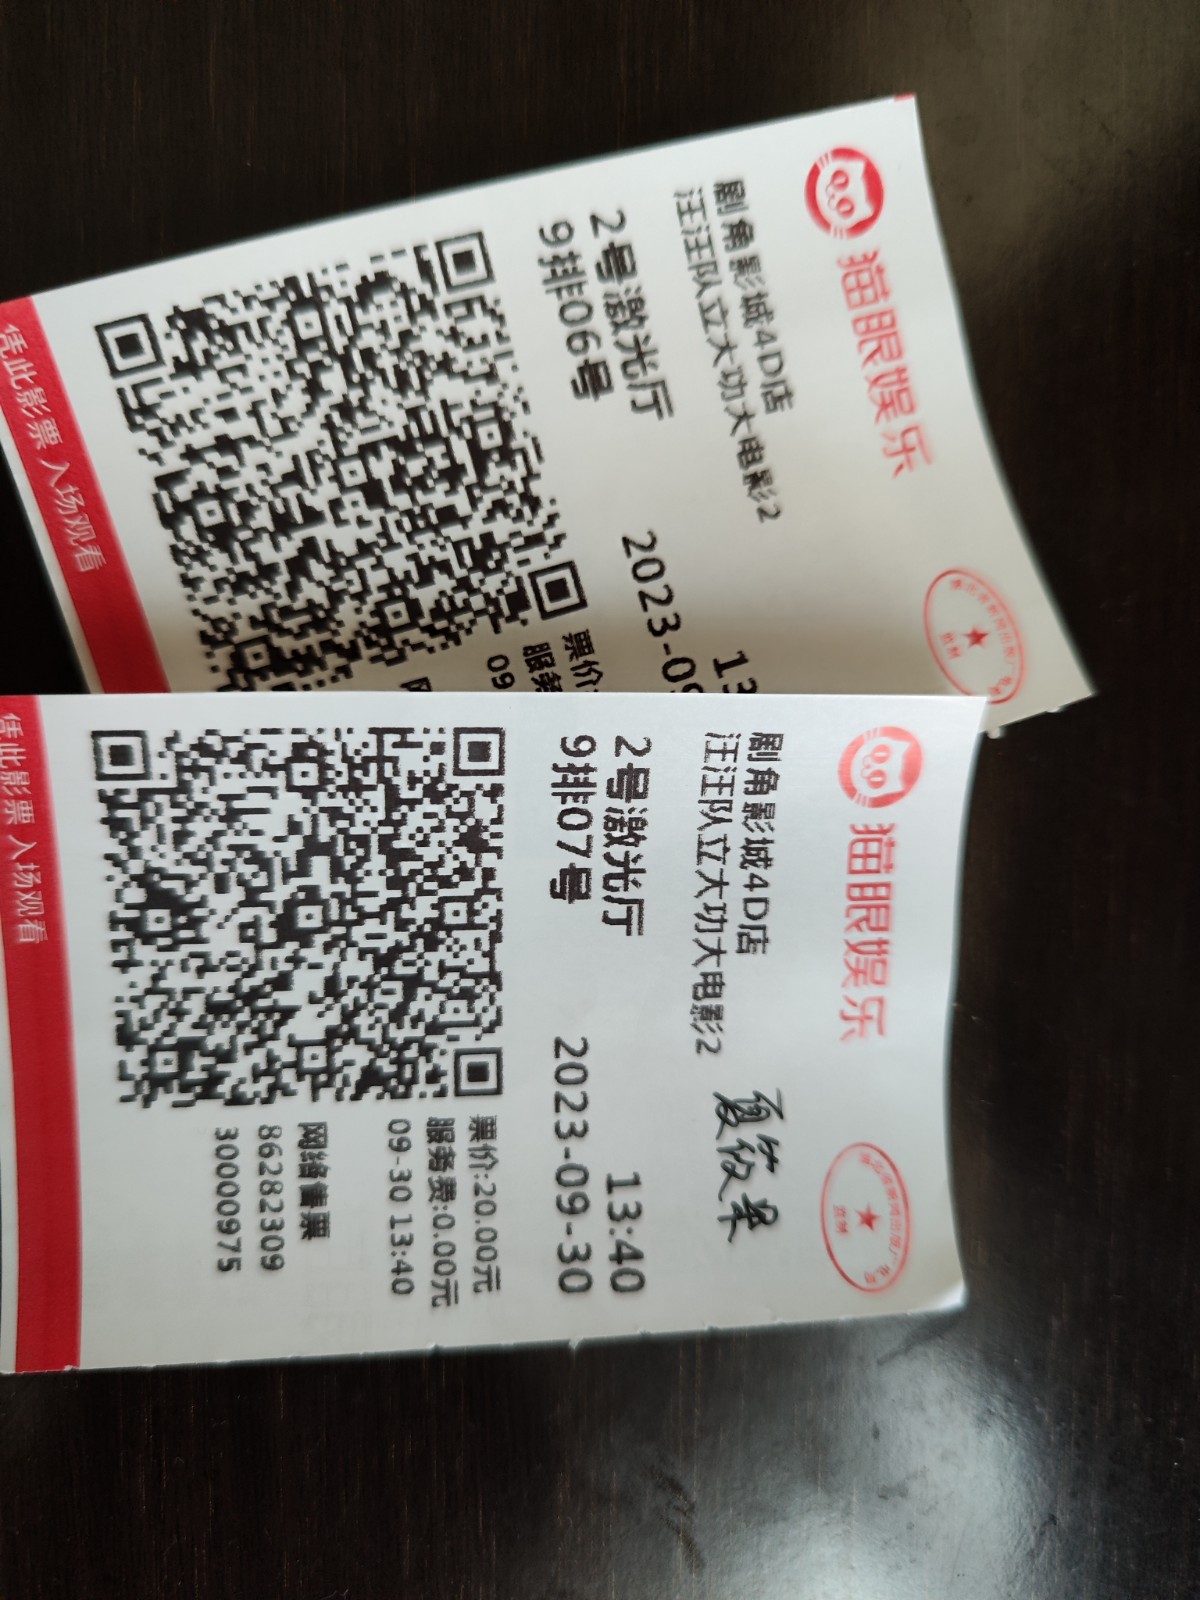 猫眼娱乐
剧角影城4D店
汪汪队立大功大电影2
2号激光厅
9排06号
2023-09
13
票价:
服务
09
网
凭此影票 入场观看
猫眼娱乐
剧角影城4D店
汪汪队立大功大电影2
夏筱
2号激光厅 13:40
9排07号 2023-09-30
票价:20.00元
服务费:0.00元
09-30 13:40
网络售票
86282309
30000975
凭此影票 入场观看